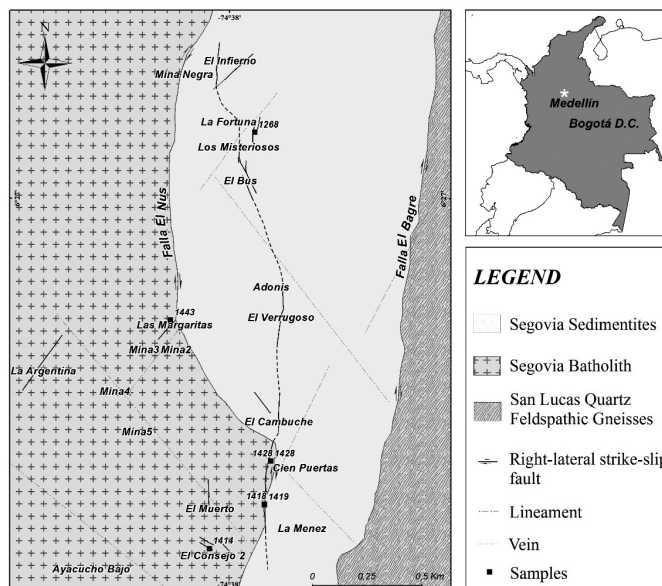 -74°38'
N
El Infierno
Mina Negra
La Fortuna
1268
Los Misteriosos
El Bus
6°27'
6°27'
Falla El Nus
Falla El Bagre
Adonis
El Verrugoso
1443
Las Margaritas
Mina3 Mina2
La Argentina
Mina4
Mina5
El Cambuche
1428 1428
Cien Puertas
1418 1419
El Muerto
La Menez
1414
El Consejo 2
Ayacucho Bajo
-74°38'
0 0,25 0,5 Km
Medellín
Bogotá D.C.
LEGEND
Segovia Sedimentites
Segovia Batholith
San Lucas Quartz
Feldspathic Gneisses
Right-lateral strike-slip
fault
Lineament
Vein
Samples